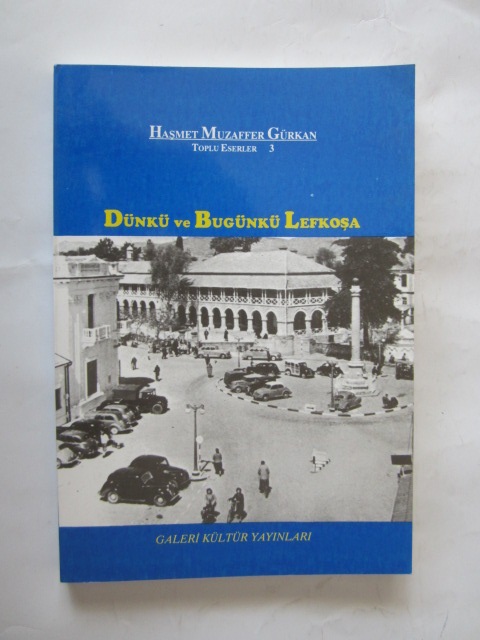 HAŞMET MUZAFFER GÜRKAN
TOPLU ESERLER 3
DÜNKÜ ve BUGÜNKÜ LEFKOŞA
GALERİ KÜLTÜR YAYINLARI